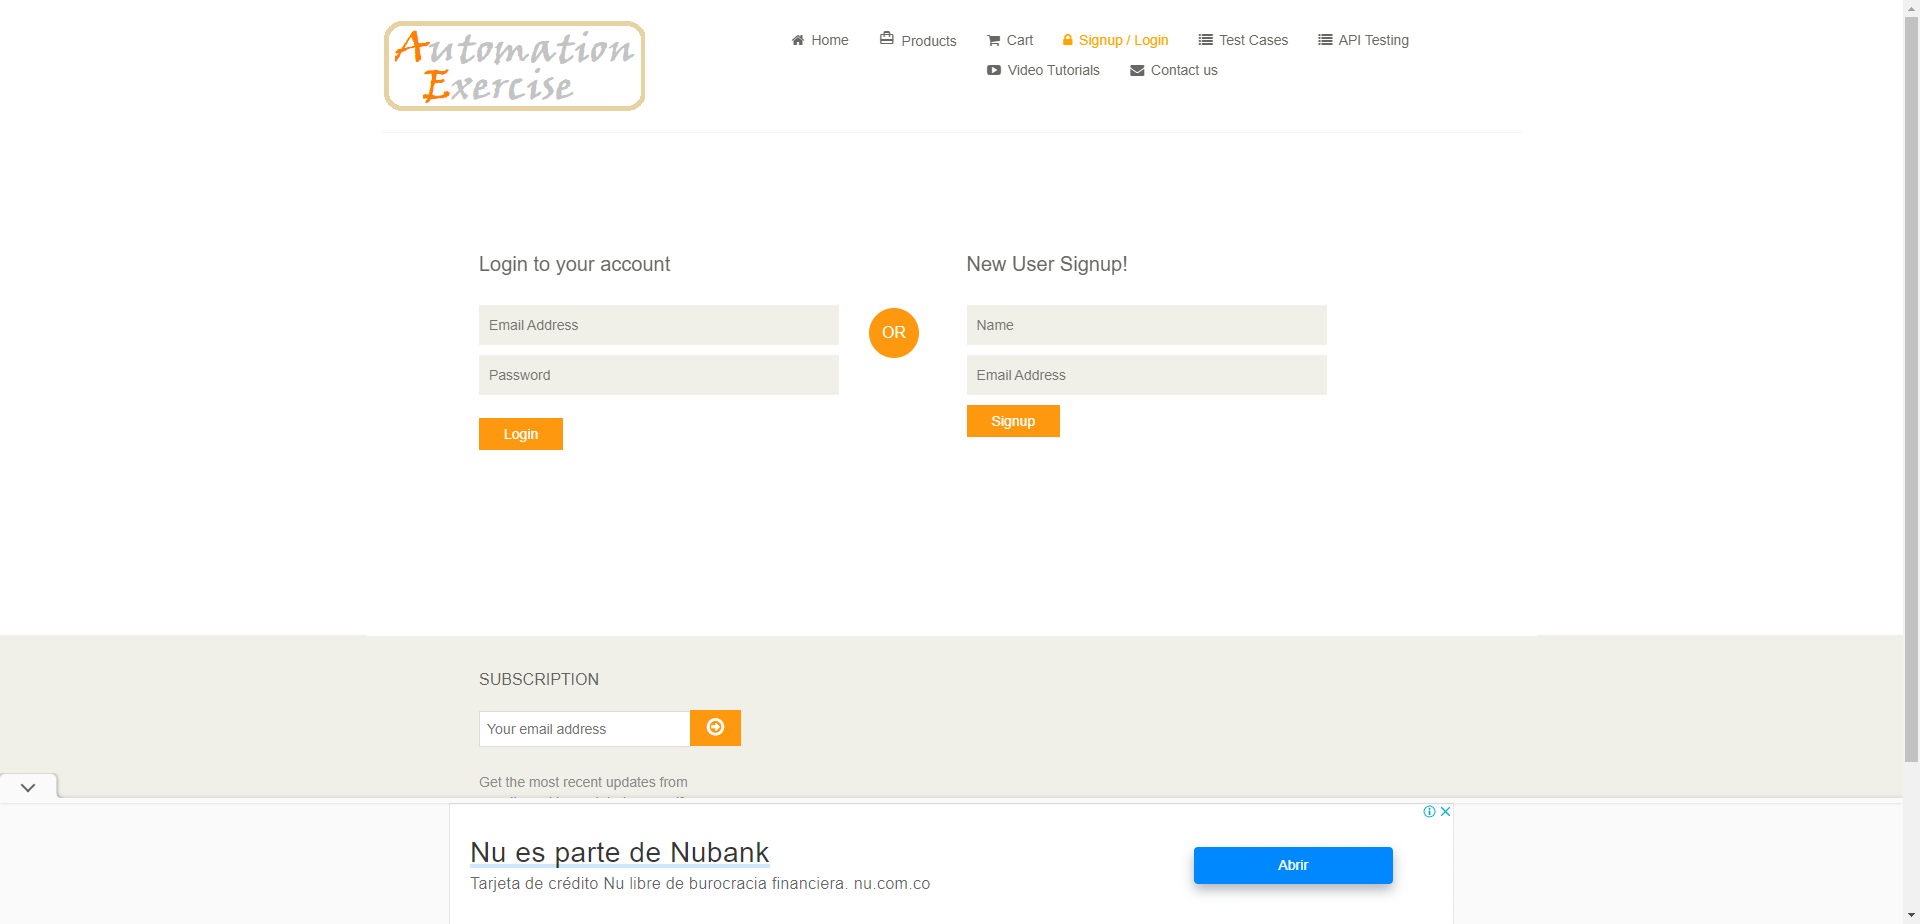 Automation
Exercise
Home
Products
Cart
Signup / Login
Test Cases
API Testing
Video Tutorials
Contact us
Login to your account
Email Address
Password
Login
OR
New User Signup!
Name
Email Address
Signup
SUBSCRIPTION
Your email address
Get the most recent updates from
Nu es parte de Nubank
Tarjeta de crédito Nu libre de burocracia financiera. nu.com.co
Abrir